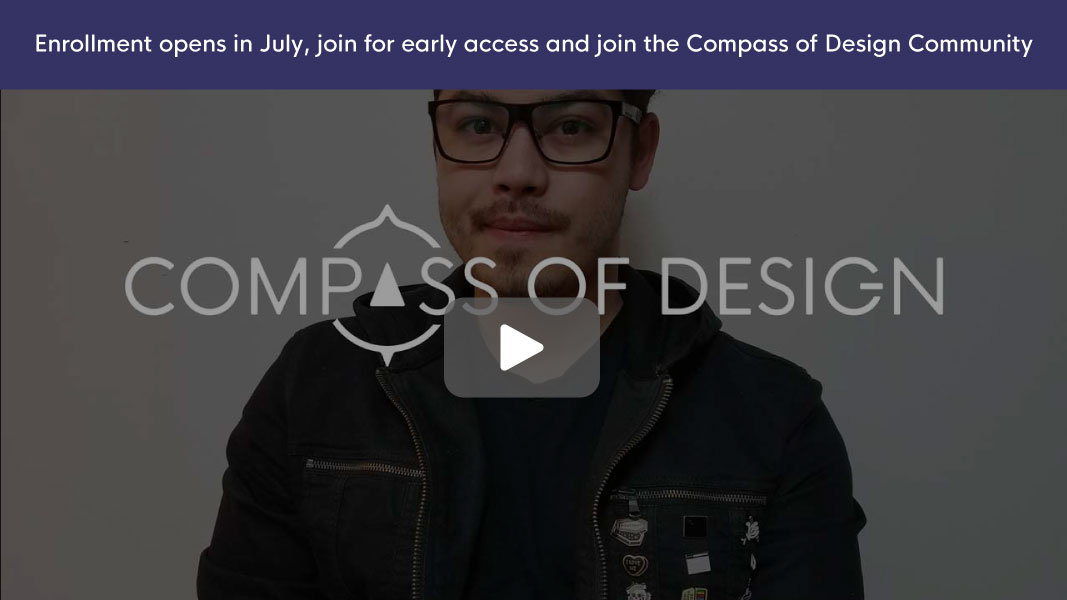 Enrollment opens in July, join for early access and join the Compass of Design Community
COMPASS OF DESIGN